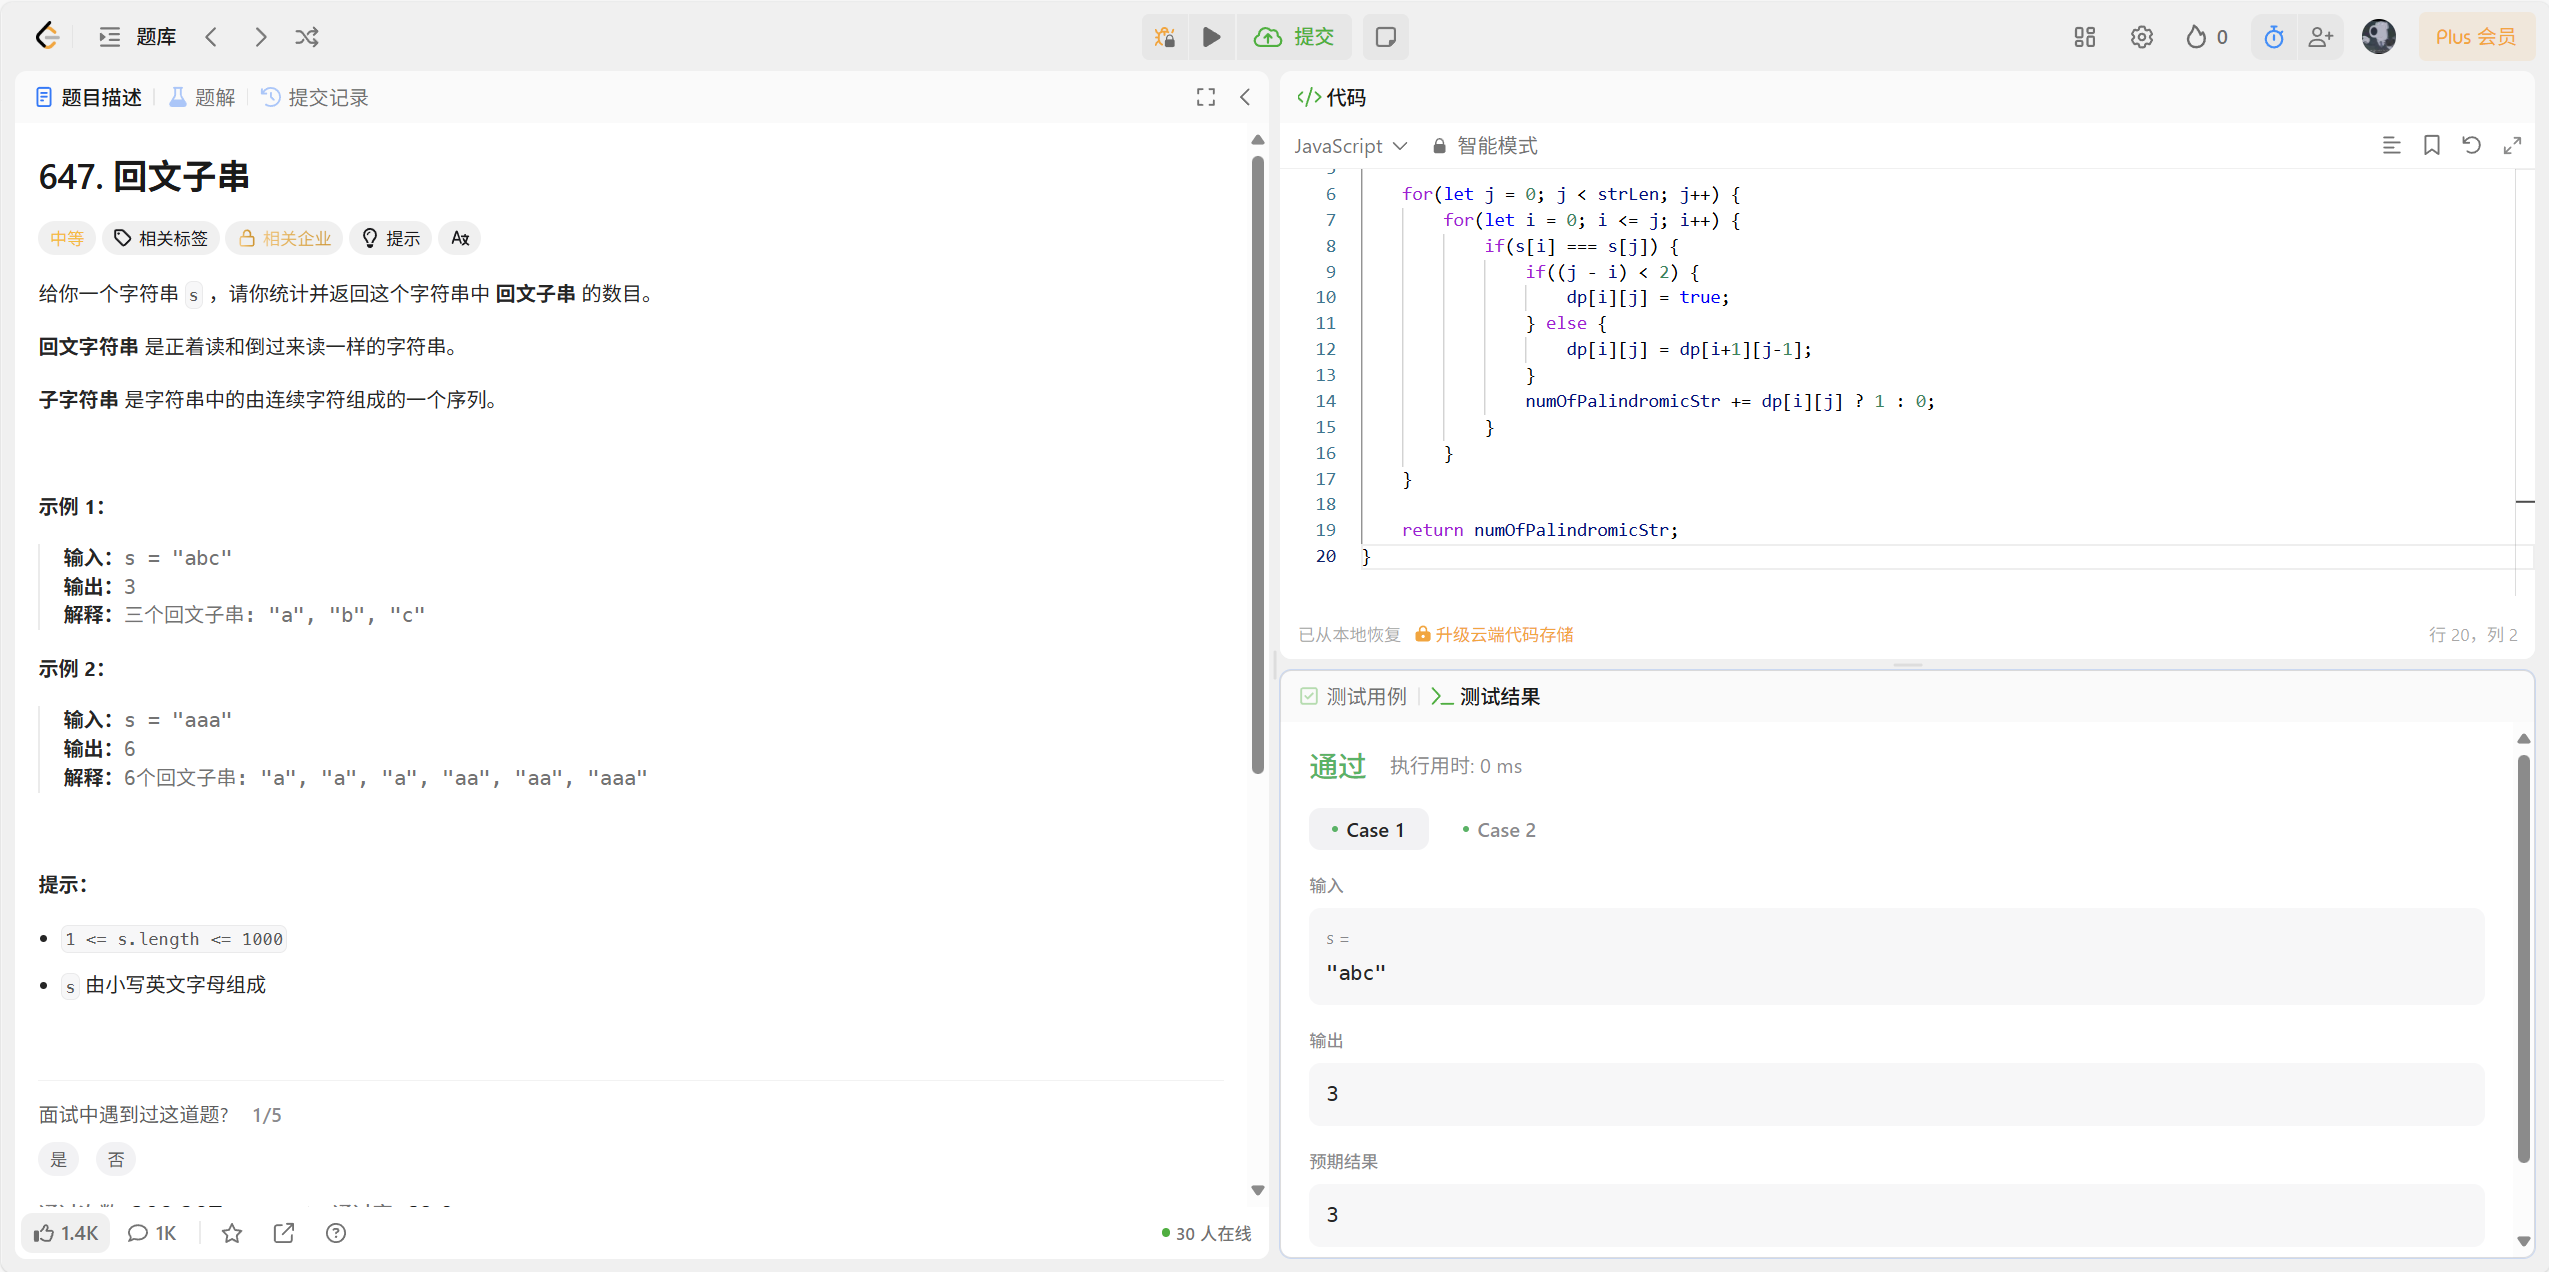 题库
提交
0
Plus 会员
题目描述
题解
提交记录
647. 回文子串
中等
相关标签
相关企业
提示
给你一个字符串 s ，请你统计并返回这个字符串中 回文子串 的数目。
回文字符串 是正着读和倒过来读一样的字符串。
子字符串 是字符串中的由连续字符组成的一个序列。
示例 1：
输入：s = "abc"
输出：3
解释：三个回文子串: "a", "b", "c"
示例 2：
输入：s = "aaa"
输出：6
解释：6个回文子串: "a", "a", "a", "aa", "aa", "aaa"
提示：
1 <= s.length <= 1000
s 由小写英文字母组成
面试中遇到过这道题? 1/5
是
否
1.4K
1K
30 人在线
代码
JavaScript
智能模式
6 for(let j = 0; j < strLen; j++) {
7 for(let i = 0; i <= j; i++) {
8 if(s[i] === s[j]) {
9 if((j - i) < 2) {
10 dp[i][j] = true;
11 } else {
12 dp[i][j] = dp[i+1][j-1];
13 }
14 numOfPalindromicStr += dp[i][j] ? 1 : 0;
15 }
16 }
17 }
18
19 return numOfPalindromicStr;
20 }
已从本地恢复
升级云端代码存储
行 20，列 2
测试用例
测试结果
通过
执行用时: 0 ms
Case 1
Case 2
输入
s =
"abc"
输出
3
预期结果
3